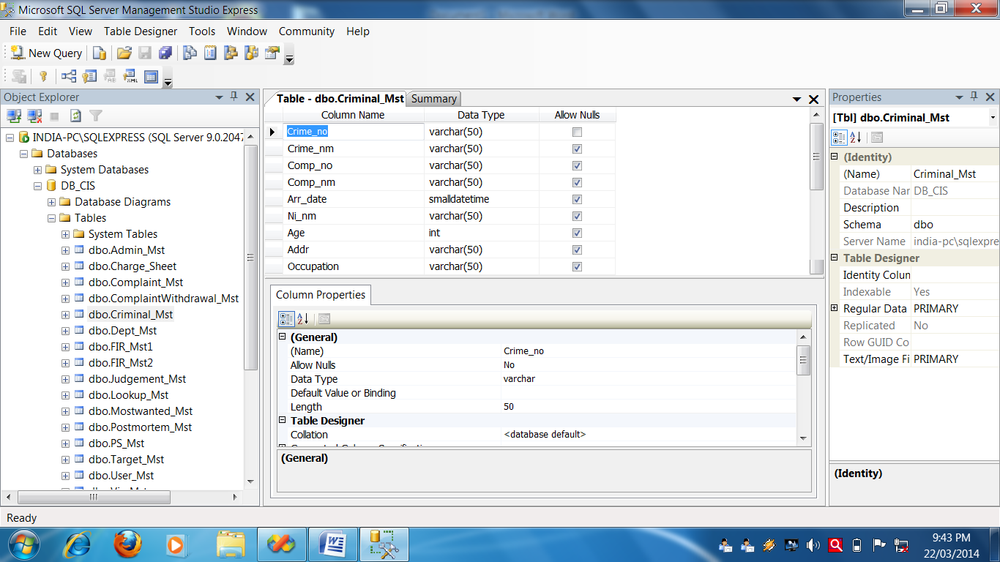 Microsoft SQL Server Management Studio Express
File Edit View Table Designer Tools Window Community Help
New Query
Object Explorer
INDIA-PC\SQLEXPRESS (SQL Server 9.0.2047
Databases
System Databases
DB_CIS
Database Diagrams
Tables
System Tables
dbo.Admin_Mst
dbo.Charge_Sheet
dbo.Complaint_Mst
dbo.ComplaintWithdrawal_Mst
dbo.Criminal_Mst
dbo.Dept_Mst
dbo.FIR_Mst1
dbo.FIR_Mst2
dbo.Judgement_Mst
dbo.Lookup_Mst
dbo.Mostwanted_Mst
dbo.Postmortem_Mst
dbo.PS_Mst
dbo.Target_Mst
dbo.User_Mst
Table - dbo.Criminal_Mst Summary
Column Name Data Type Allow Nulls
Crime_no varchar(50)
Crime_nm varchar(50)
Comp_no varchar(50)
Comp_nm varchar(50)
Arr_date smalldatetime
Ni_nm varchar(50)
Age int
Addr varchar(50)
Occupation varchar(50)
Column Properties
(General)
(Name) Crime_no
Allow Nulls No
Data Type varchar
Default Value or Binding
Length 50
Table Designer
Collation <database default>
(General)
Properties
[Tbl] dbo.Criminal_Mst
(Identity)
(Name) Criminal_Mst
Database Nar DB_CIS
Description
Schema dbo
Server Name india-pc\sqlexpre
Table Designer
Identity Colun
Indexable Yes
Regular Data PRIMARY
Replicated No
Row GUID Co
Text/Image Fi PRIMARY
(Identity)
Ready
9:43 PM
22/03/2014